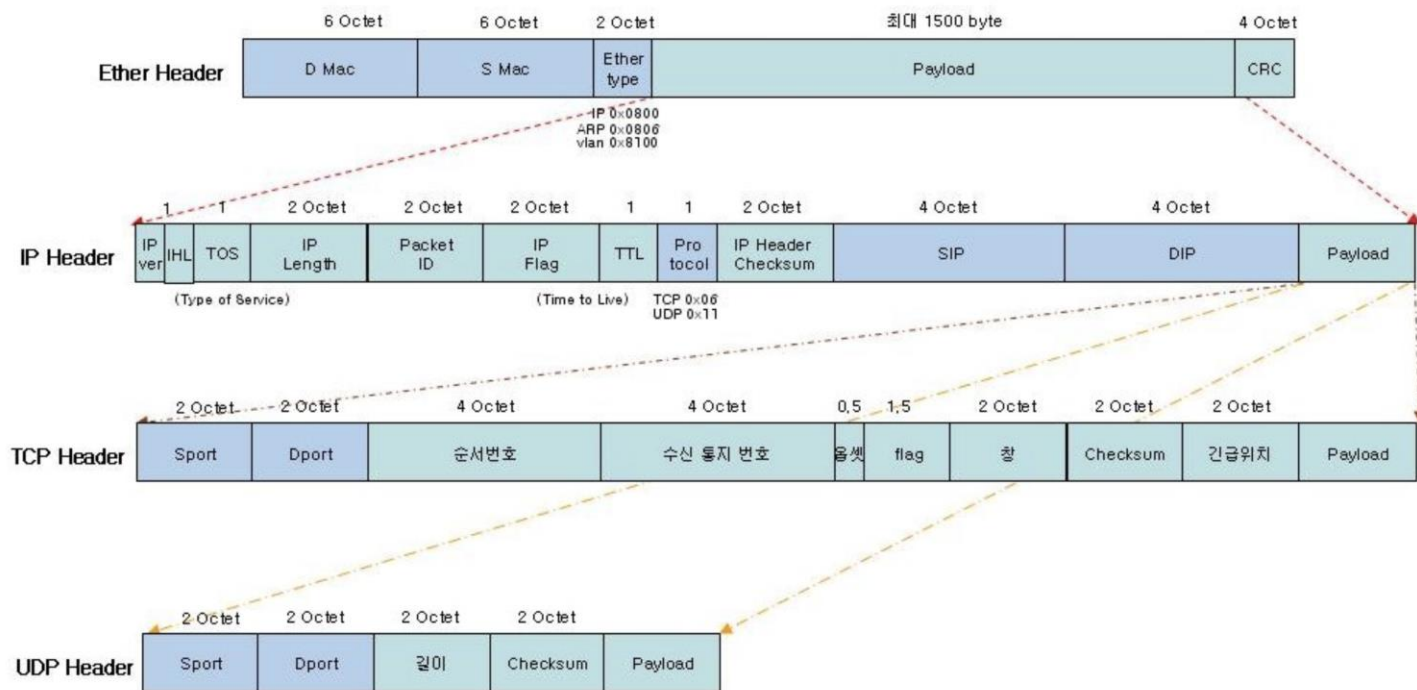 6 Octet 6 Octet 2 Octet 최대 1500 byte 4 Octet
Ether Header D Mac S Mac Ether type Payload CRC
IP 0x0800
ARP 0x0806
vlan 0x8100
1 1 2 Octet 2 Octet 2 Octet 1 1 2 Octet 4 Octet 4 Octet
IP Header IP ver IHL TOS IP Length Packet ID IP Flag TTL Pro tocol IP Header Checksum SIP DIP Payload
(Type of Service) (Time to Live) TCP 0x06
UDP 0x11
2 Octet 2 Octet 4 Octet 4 Octet 0,5 1,5 2 Octet 2 Octet 2 Octet
TCP Header Sport Dport 순서번호 수신 통지 번호 옵셋 flag 창 Checksum 긴급위치 Payload
2 Octet 2 Octet 2 Octet 2 Octet
UDP Header Sport Dport 길이 Checksum Payload